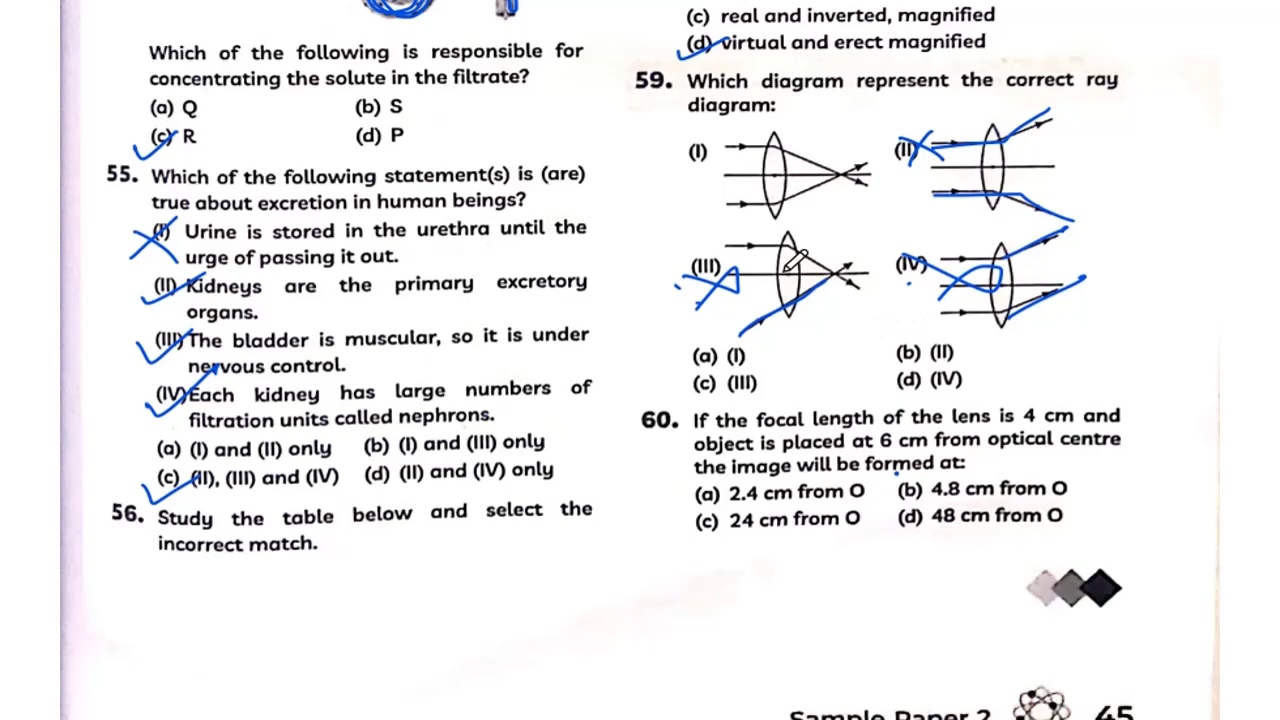 Which of the following is responsible for
concentrating the solute in the filtrate?
(a) Q
(b) S
(c) R
(d) P
55. Which of the following statement(s) is (are)
true about excretion in human beings?
(I) Urine is stored in the urethra until the
urge of passing it out.
(II) Kidneys are the primary excretory
organs.
(III) The bladder is muscular, so it is under
nervous control.
(IV) Each kidney has large numbers of
filtration units called nephrons.
(a) (I) and (II) only
(b) (I) and (III) only
(c) (II), (III) and (IV)
(d) (II) and (IV) only
56. Study the table below and select the
incorrect match.
(c) real and inverted, magnified
(d) virtual and erect magnified
59. Which diagram represent the correct ray
diagram:
(I)
(II)
(III)
(IV)
(a) (I)
(b) (II)
(c) (III)
(d) (IV)
60. If the focal length of the lens is 4 cm and
object is placed at 6 cm from optical centre
the image will be formed at:
(a) 2.4 cm from O
(b) 4.8 cm from O
(c) 24 cm from O
(d) 48 cm from O
Sample Paper 2
45